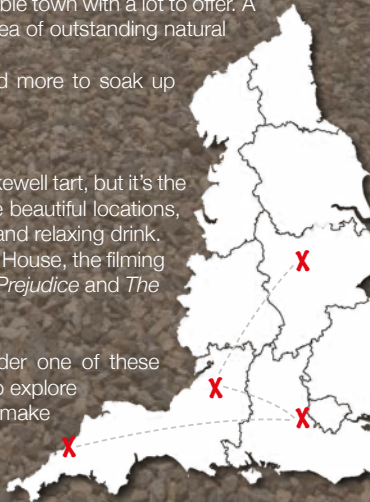 ble town with a lot to offer. A
ea of outstanding natural
d more to soak up
ewell tart, but it's the
e beautiful locations,
and relaxing drink.
House, the filming
Prejudice and The
der one of these
o explore
make